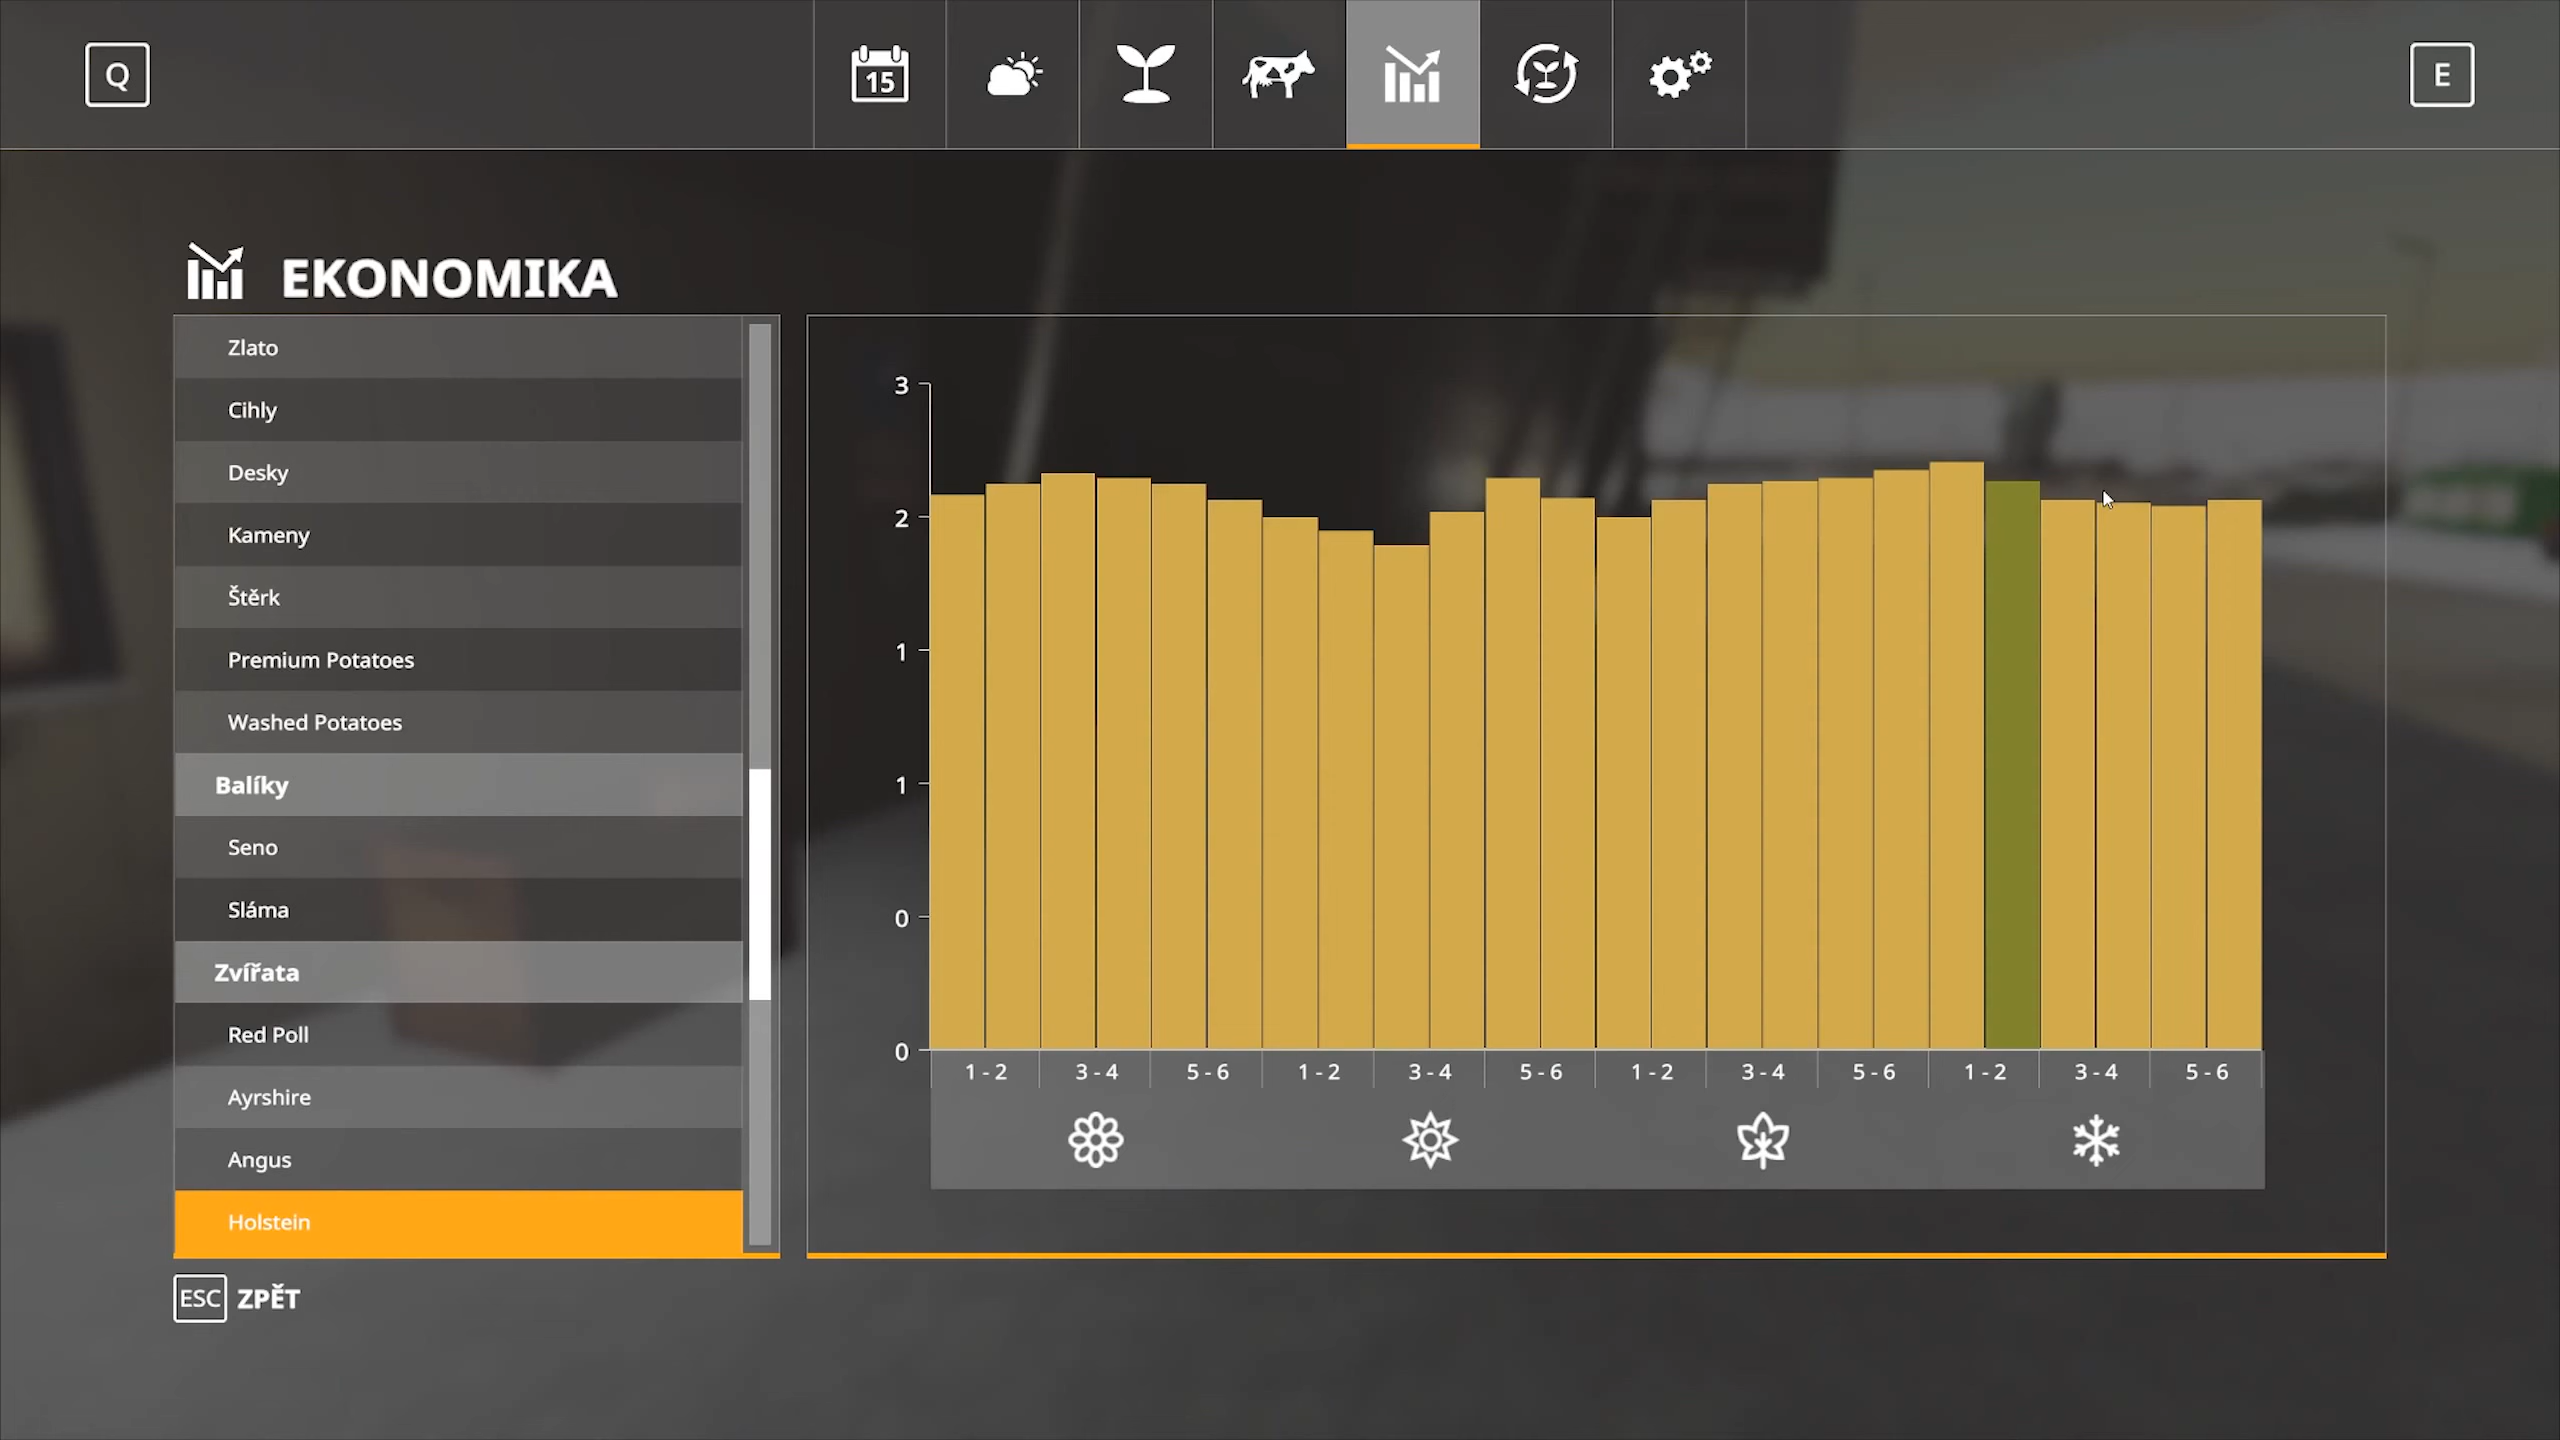 Q
15
E
EKONOMIKA
Zlato
Cihly
Desky
Kameny
Štěrk
Premium Potatoes
Washed Potatoes
Balíky
Seno
Sláma
Zvířata
Red Poll
Ayrshire
Angus
Holstein
3
2
1
1
0
0
1 - 2 3 - 4 5 - 6 1 - 2 3 - 4 5 - 6 1 - 2 3 - 4 5 - 6 1 - 2 3 - 4 5 - 6
ESC ZPĚT